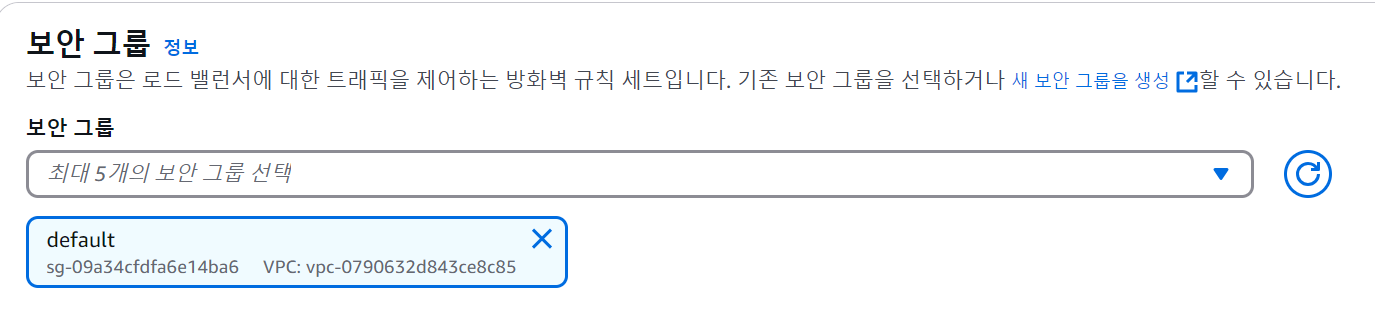 보안 그룹 정보
보안 그룹은 로드 밸런서에 대한 트래픽을 제어하는 방화벽 규칙 세트입니다. 기존 보안 그룹을 선택하거나 새 보안 그룹을 생성 할 수 있습니다.
보안 그룹
최대 5개의 보안 그룹 선택
default
sg-09a34cfdfa6e14ba6 VPC: vpc-0790632d843ce8c85